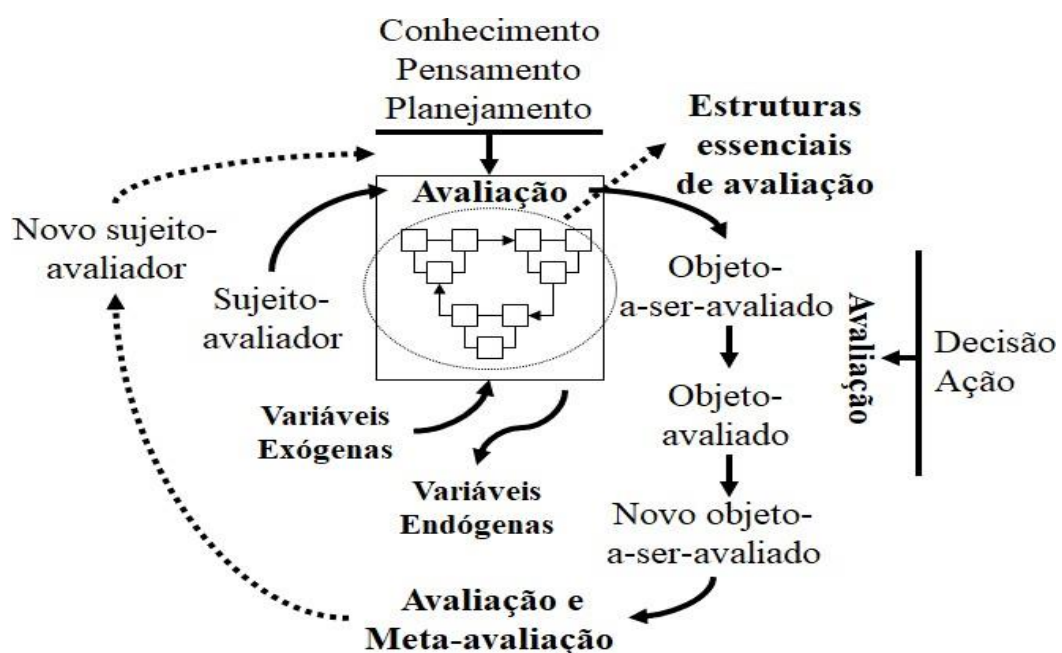 Conhecimento
Pensamento
Planejamento
Estruturas
essenciais
de avaliação
Avaliação
Novo sujeito-
avaliador
Sujeito-
avaliador
Objeto-
a-ser-avaliado
Avaliação
Decisão
Ação
Objeto-
avaliado
Variáveis
Exógenas
Variáveis
Endógenas
Novo objeto-
a-ser-avaliado
Avaliação e
Meta-avaliação